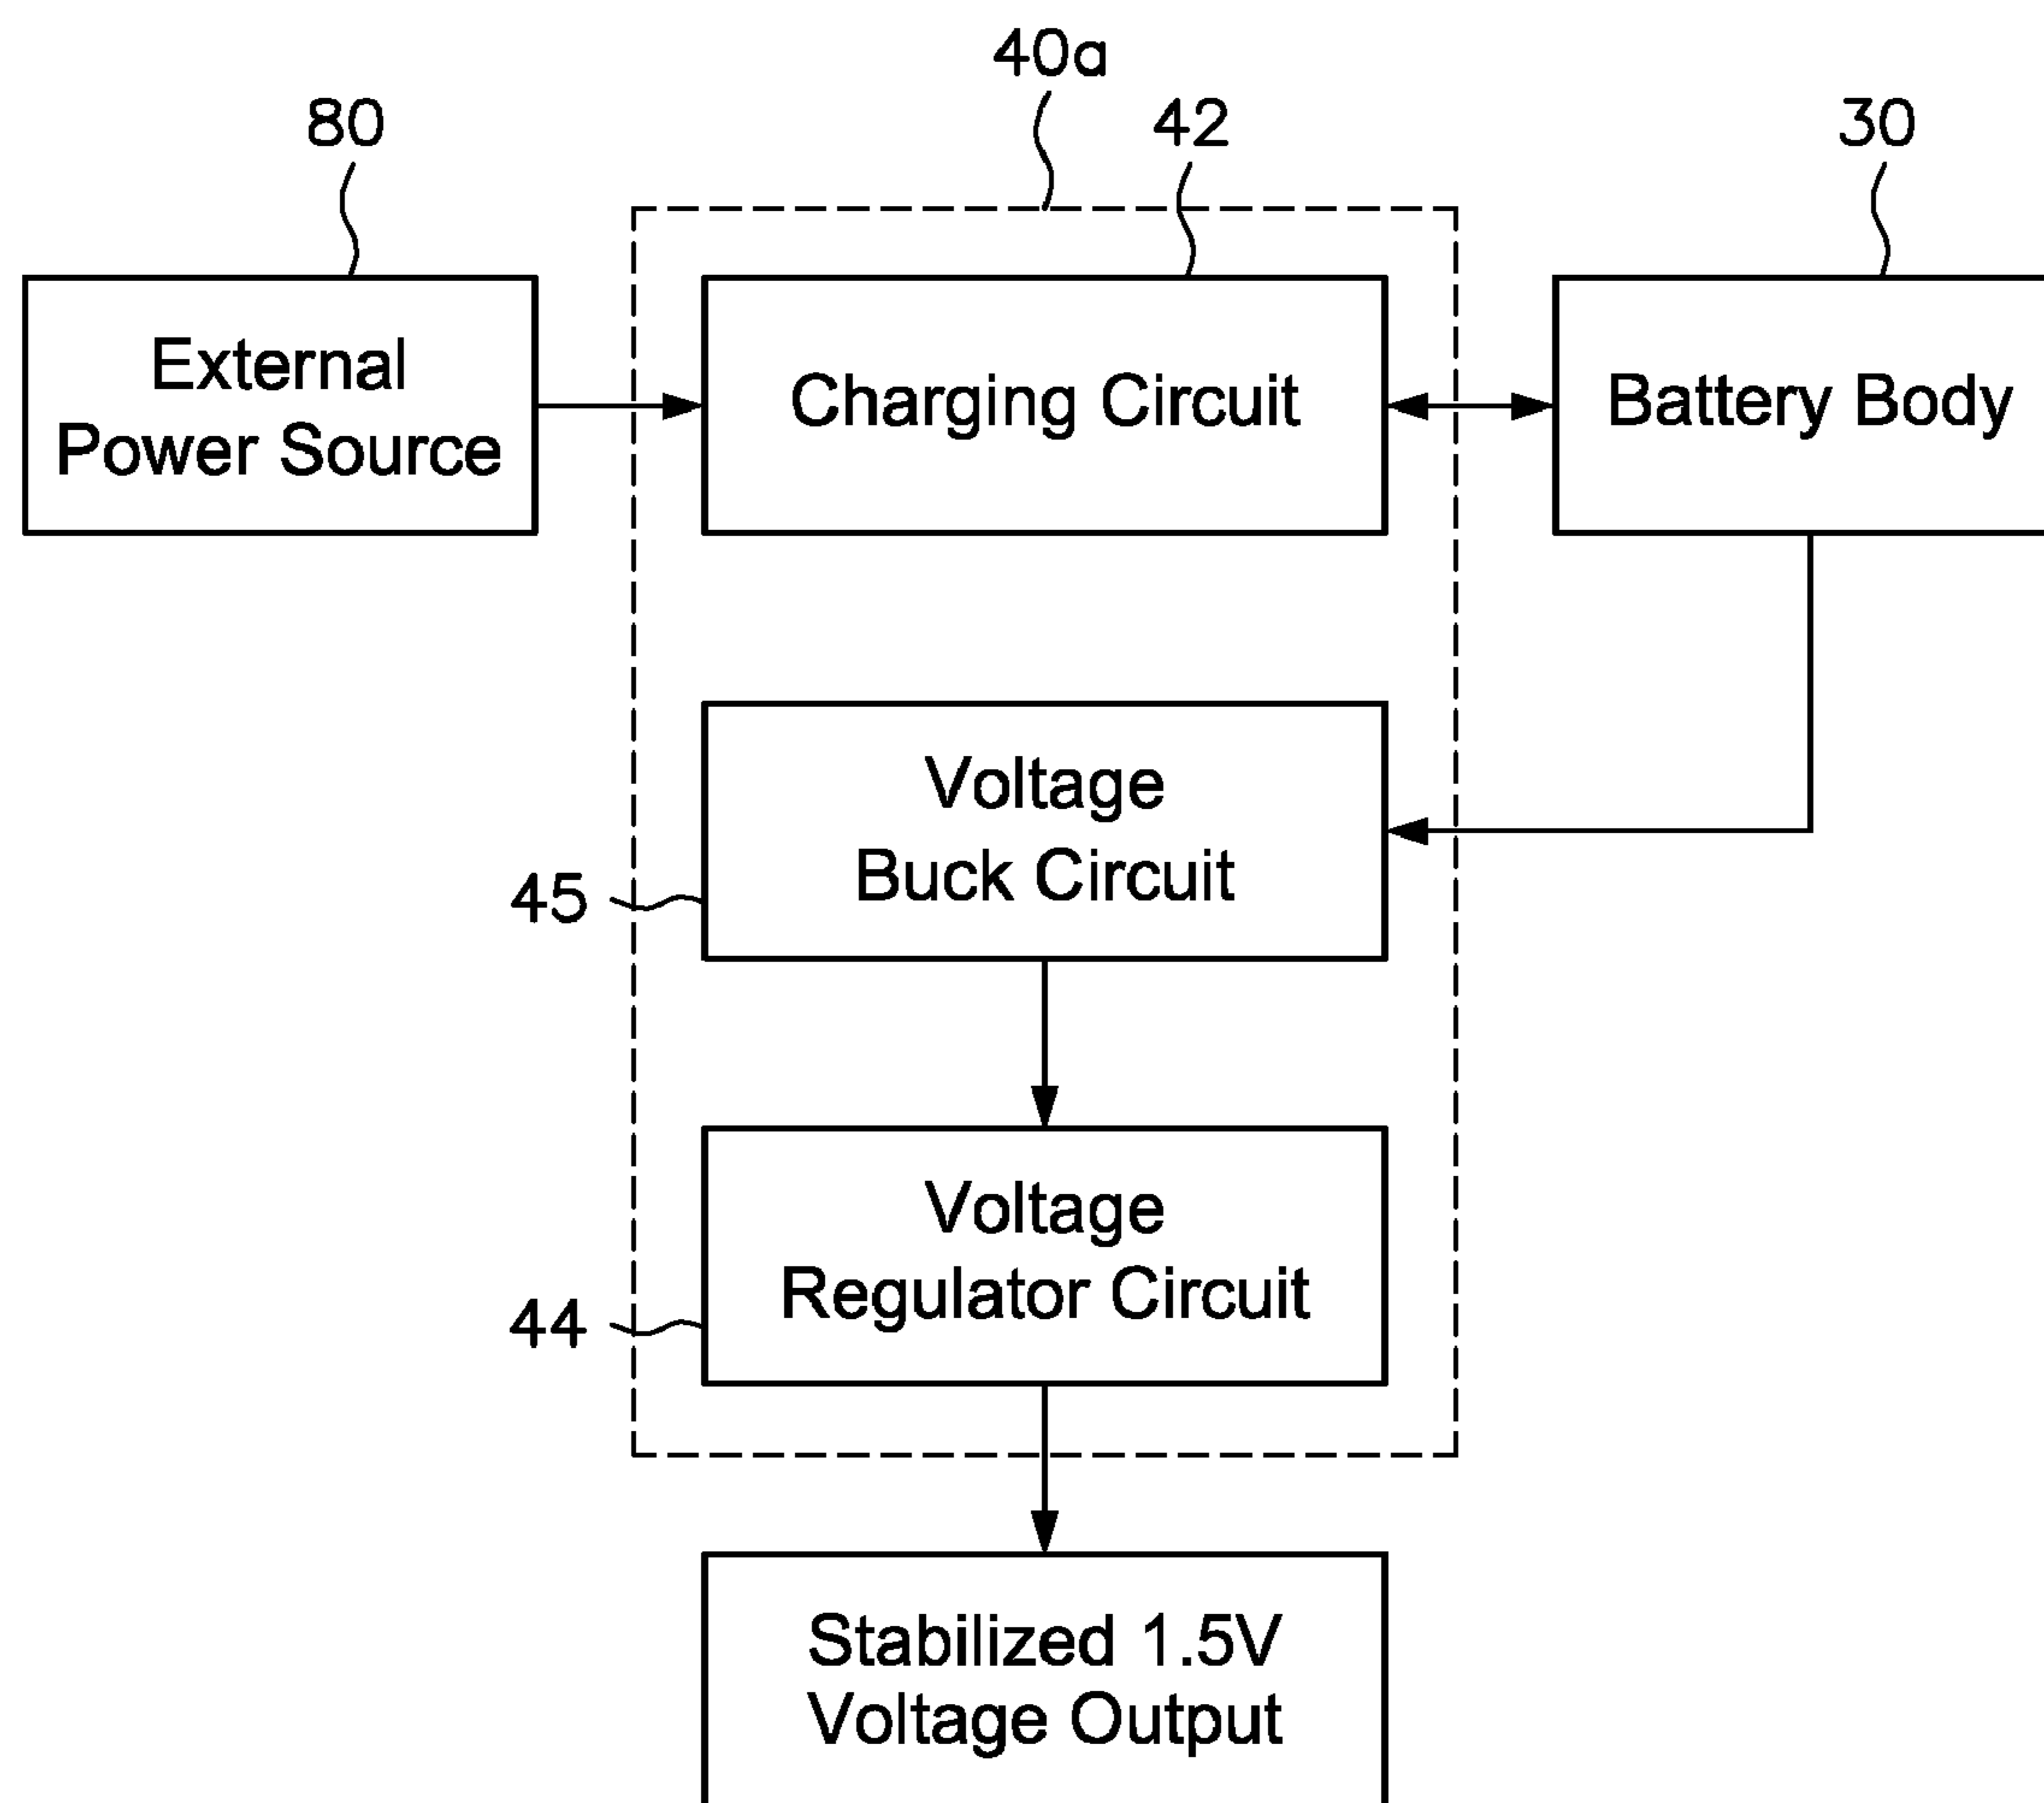 40a
80
42
30
External
Power Source
Charging Circuit
Battery Body
Voltage
Buck Circuit
45
Voltage
Regulator Circuit
44
Stabilized 1.5V
Voltage Output